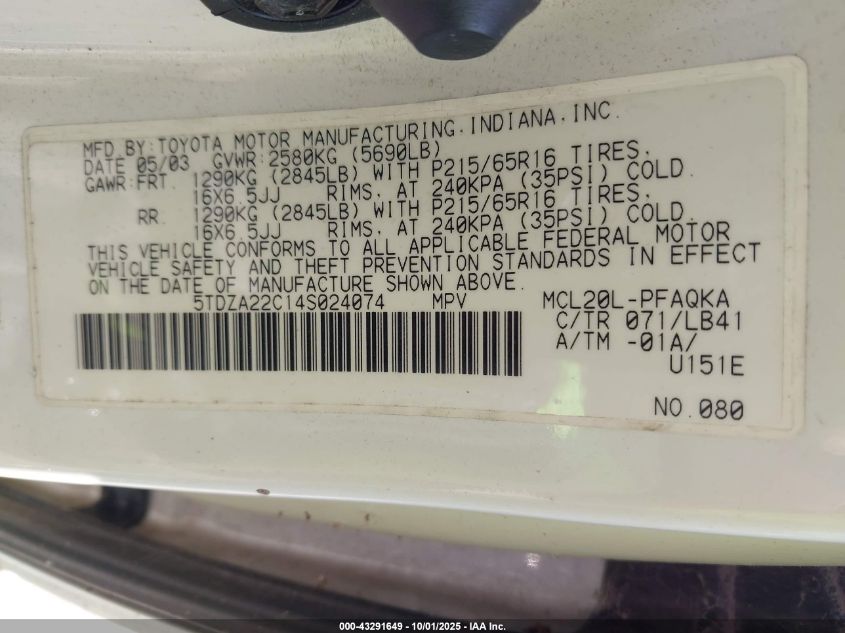 MFD.BY:TOYOTA MOTOR MANUFACTURING.INDIANA.INC.
DATE 05/03 GVWR:2580KG (5690LB)
GAWR:FRT. 1290KG (2845LB) WITH P215/65R16 TIRES,
16X6.5JJ RIMS, AT 240KPA (35PSI) COLD.
RR. 1290KG (2845LB) WITH P215/65R16 TIRES,
16X6.5JJ RIMS, AT 240KPA (35PSI) COLD.
THIS VEHICLE CONFORMS TO ALL APPLICABLE FEDERAL MOTOR
VEHICLE SAFETY AND THEFT PREVENTION STANDARDS IN EFFECT
ON THE DATE OF MANUFACTURE SHOWN ABOVE.
5TDZA22C14S024074 MPV MCL20L-PFAQKA
C/TR 071/LB41
A/TM -01A/
U151E
NO.080
000-43291649 - 10/01/2025 - IAA Inc.